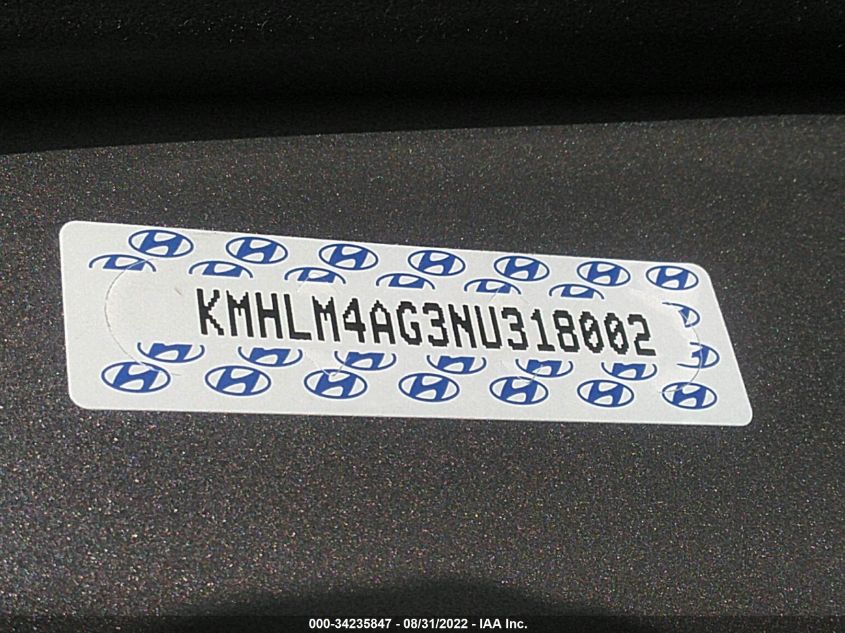 KMHLM4AG3NU318002
000-34235847 - 08/31/2022 - IAA Inc.